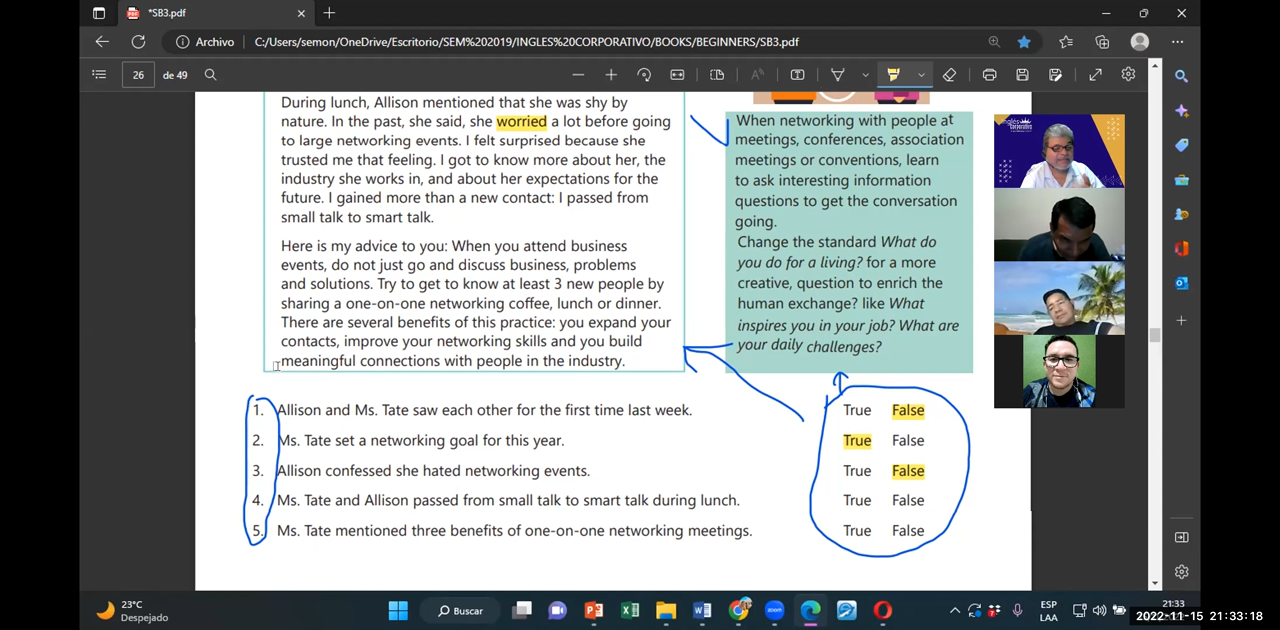 *SB3.pdf
Archivo
C:/Users/semon/OneDrive/Escritorio/SEM%202019/INGLES%20CORPORATIVO/BOOKS/BEGINNERS/SB3.pdf
26 de 49
During lunch, Allison mentioned that she was shy by
nature. In the past, she said, she worried a lot before going
to large networking events. I felt surprised because she
trusted me that feeling. I got to know more about her, the
industry she works in, and about her expectations for the
future. I gained more than a new contact: I passed from
small talk to smart talk.
Here is my advice to you: When you attend business
events, do not just go and discuss business, problems
and solutions. Try to get to know at least 3 new people by
sharing a one-on-one networking coffee, lunch or dinner.
There are several benefits of this practice: you expand your
contacts, improve your networking skills and you build
meaningful connections with people in the industry.
When networking with people at
meetings, conferences, association
meetings or conventions, learn
to ask interesting information
questions to get the conversation
going.
Change the standard What do
you do for a living? for a more
creative, question to enrich the
human exchange? like What
inspires you in your job? What are
your daily challenges?
1. Allison and Ms. Tate saw each other for the first time last week. True False
2. Ms. Tate set a networking goal for this year. True False
3. Allison confessed she hated networking events. True False
4. Ms. Tate and Allison passed from small talk to smart talk during lunch. True False
5. Ms. Tate mentioned three benefits of one-on-one networking meetings. True False
23°C
Despejado
Buscar
ESP
LAA
21:33
2022-11-15 21:33:18